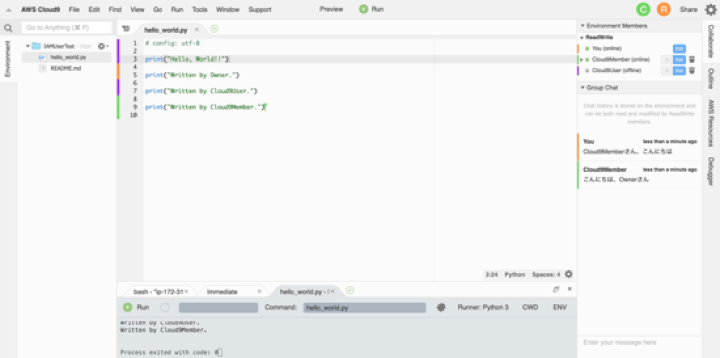 AWS Cloud9 File Edit Find View Go Run Tools Window Support Preview Run C R Share
Go to Anything (⌘ P)
IAMUserTest
hello_world.py
README.md
Environment
hello_world.py
1 # config: utf-8
2
3 print("Hello, World!!")
4
5 print("Written by Owner.")
6
7 print("Written by Cloud9User.")
8
9 print("Written by Cloud9Member.")
10
3:24 Python Spaces: 4
Environment Members
ReadWrite
You (online) RW
Cloud9Member (online) R RW
Cloud9User (offline) R RW
Group Chat
Chat history is stored on the environment and
can be both read and modified by ReadWrite
members.
You less than a minute ago
Cloud9Memberさん、こんにちは
Cloud9Member less than a minute ago
こんにちは、Ownerさん
Enter your message here
Collaborate
Outline
AWS Resources
Debugger
bash - "ip-172-31 Immediate hello_world.py -
Run Command: hello_world.py Runner: Python 3 CWD ENV
Written by Cloud9User.
Written by Cloud9Member.
Process exited with code: 0